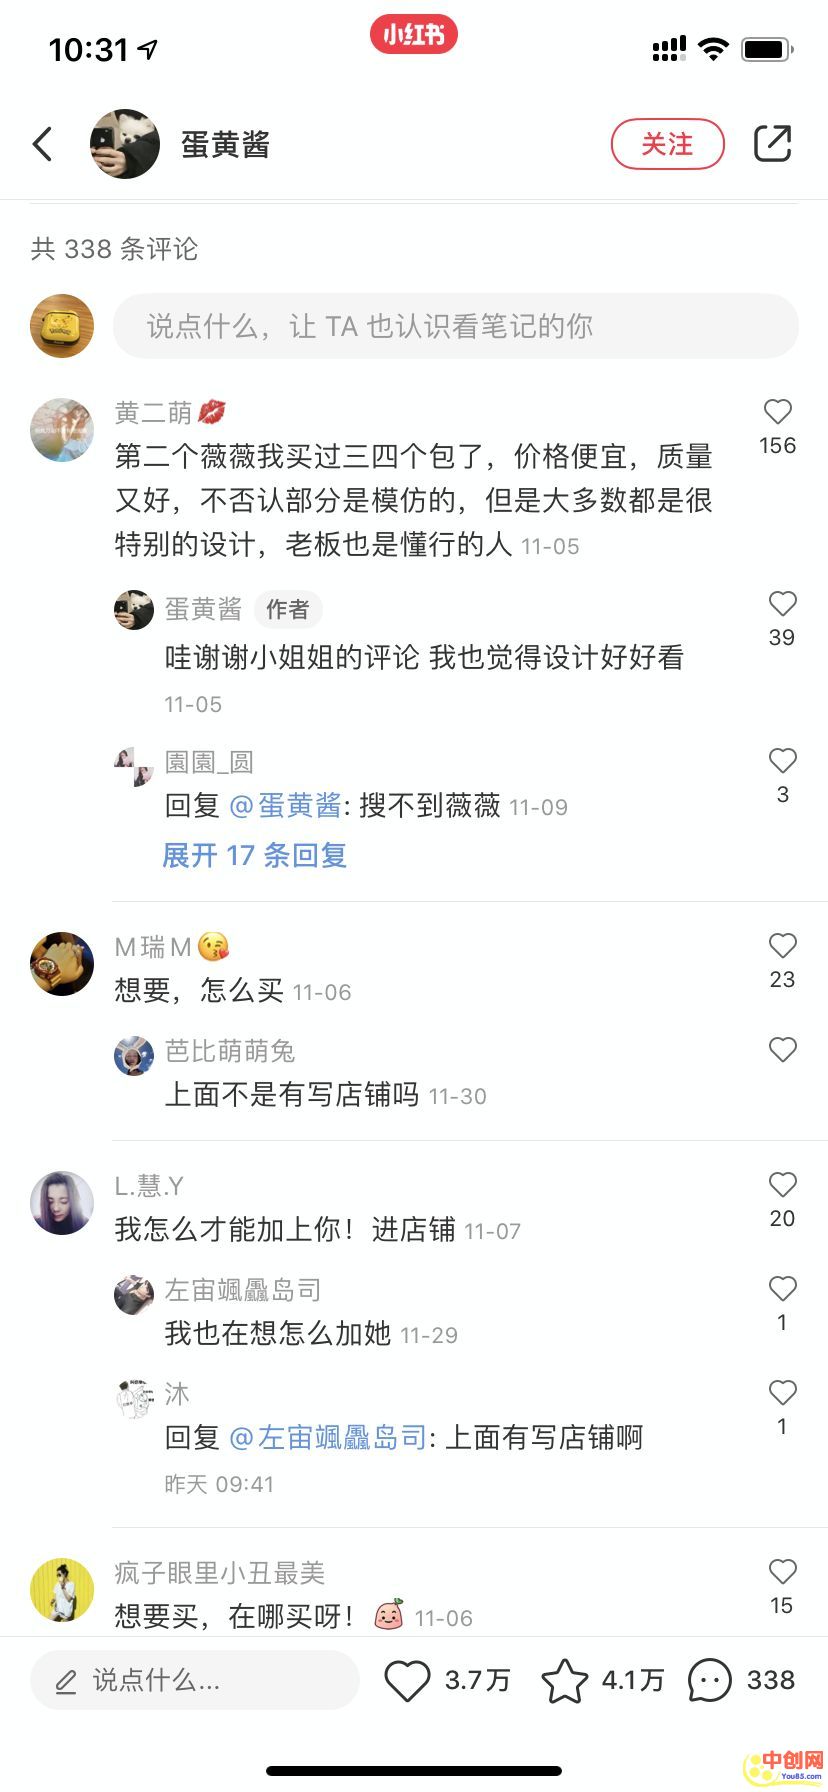 10:31
小红书
蛋黄酱
关注
共 338 条评论
说点什么，让 TA 也认识看笔记的你
黄二萌💋
156
第二个薇薇我买过三四个包了，价格便宜，质量
又好，不否认部分是模仿的，但是大多数都是很
特别的设计，老板也是懂行的人 11-05
蛋黄酱 作者
39
哇谢谢小姐姐的评论 我也觉得设计好好看
11-05
園園_圆
3
回复 @蛋黄酱: 搜不到薇薇 11-09
展开 17 条回复
M瑞M😘
23
想要，怎么买 11-06
芭比萌萌兔
上面不是有写店铺吗 11-30
L.慧.Y
20
我怎么才能加上你！进店铺 11-07
左宙颯飝岛司
1
我也在想怎么加她 11-29
沐
1
回复 @左宙颯飝岛司: 上面有写店铺啊
昨天 09:41
疯子眼里小丑最美
15
想要买，在哪买呀！ 11-06
说点什么...
3.7万
4.1万
338
中创网
You85.com